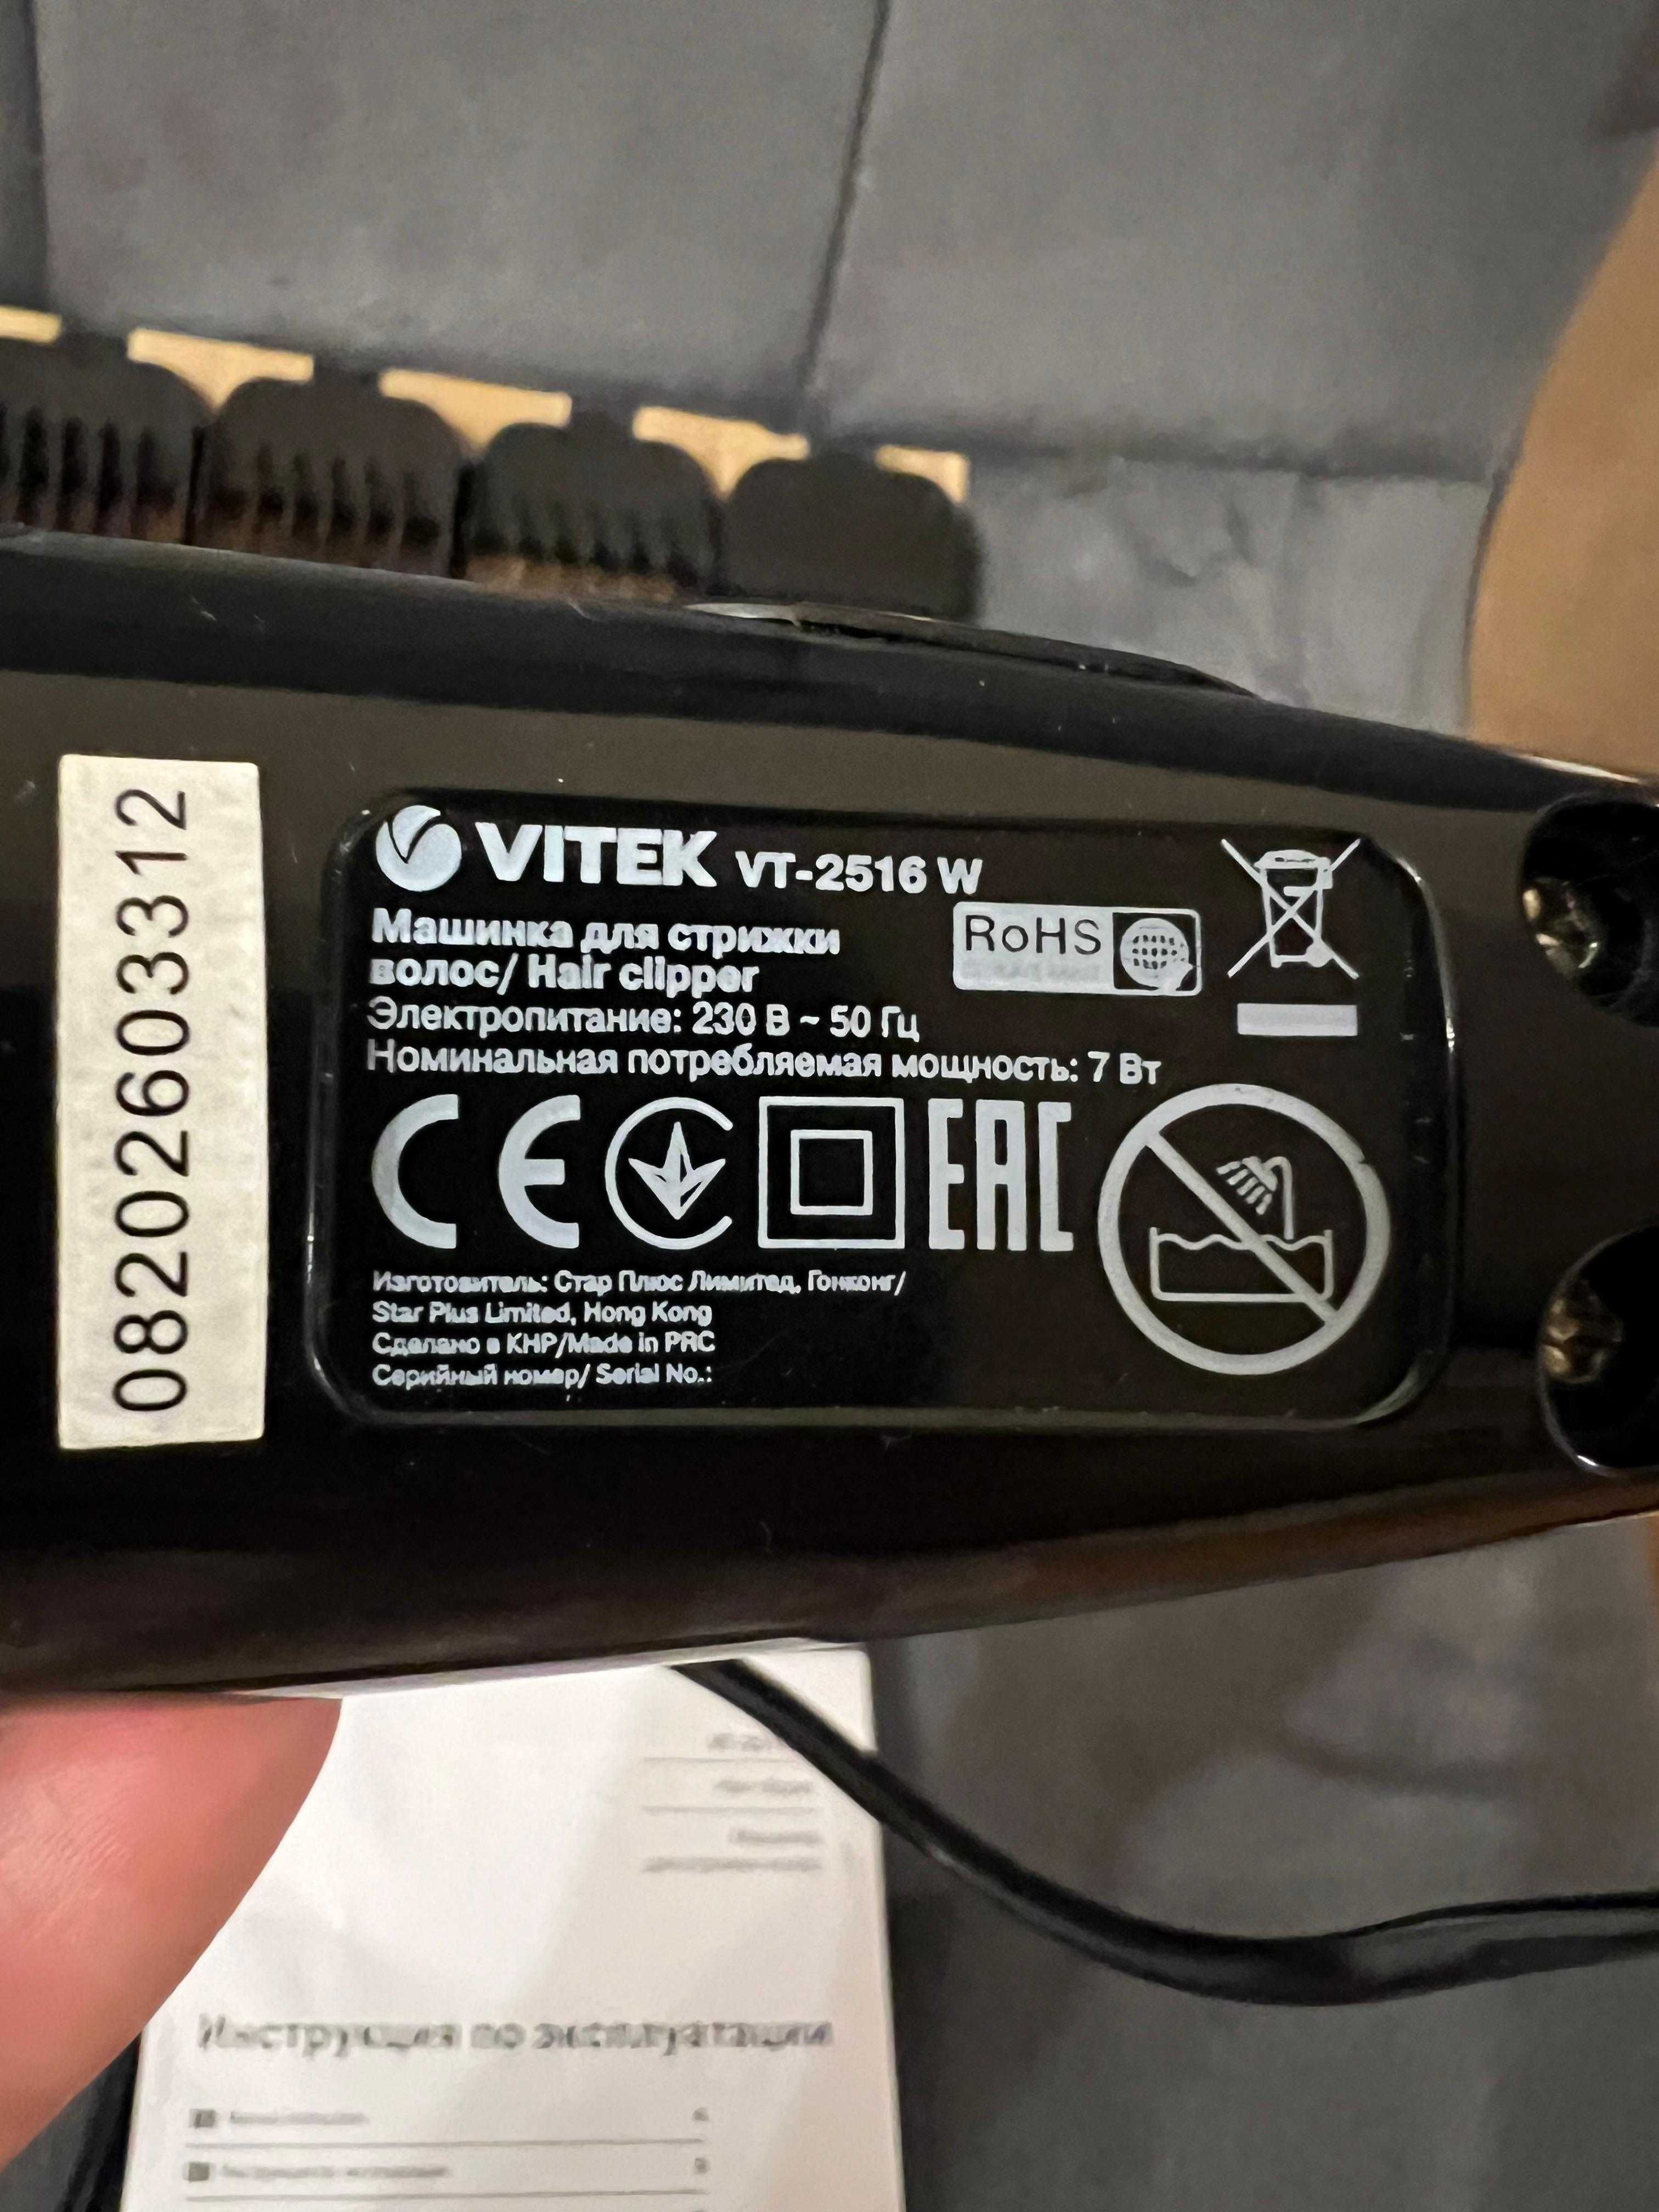 08202603312
VITEK VT-2516 W
Машинка для стрижки
волос/ Hair clipper
RoHS
Электропитание: 230 В ~ 50 Гц
Номинальная потребляемая мощность: 7 Вт
CE EAC
Изготовитель: Стар Плюс Лимитед, Гонконг/
Star Plus Limited, Hong Kong
Сделано в КНР/Made in PRC
Серийный номер/ Serial No.:
Инструкция по эксплуатации